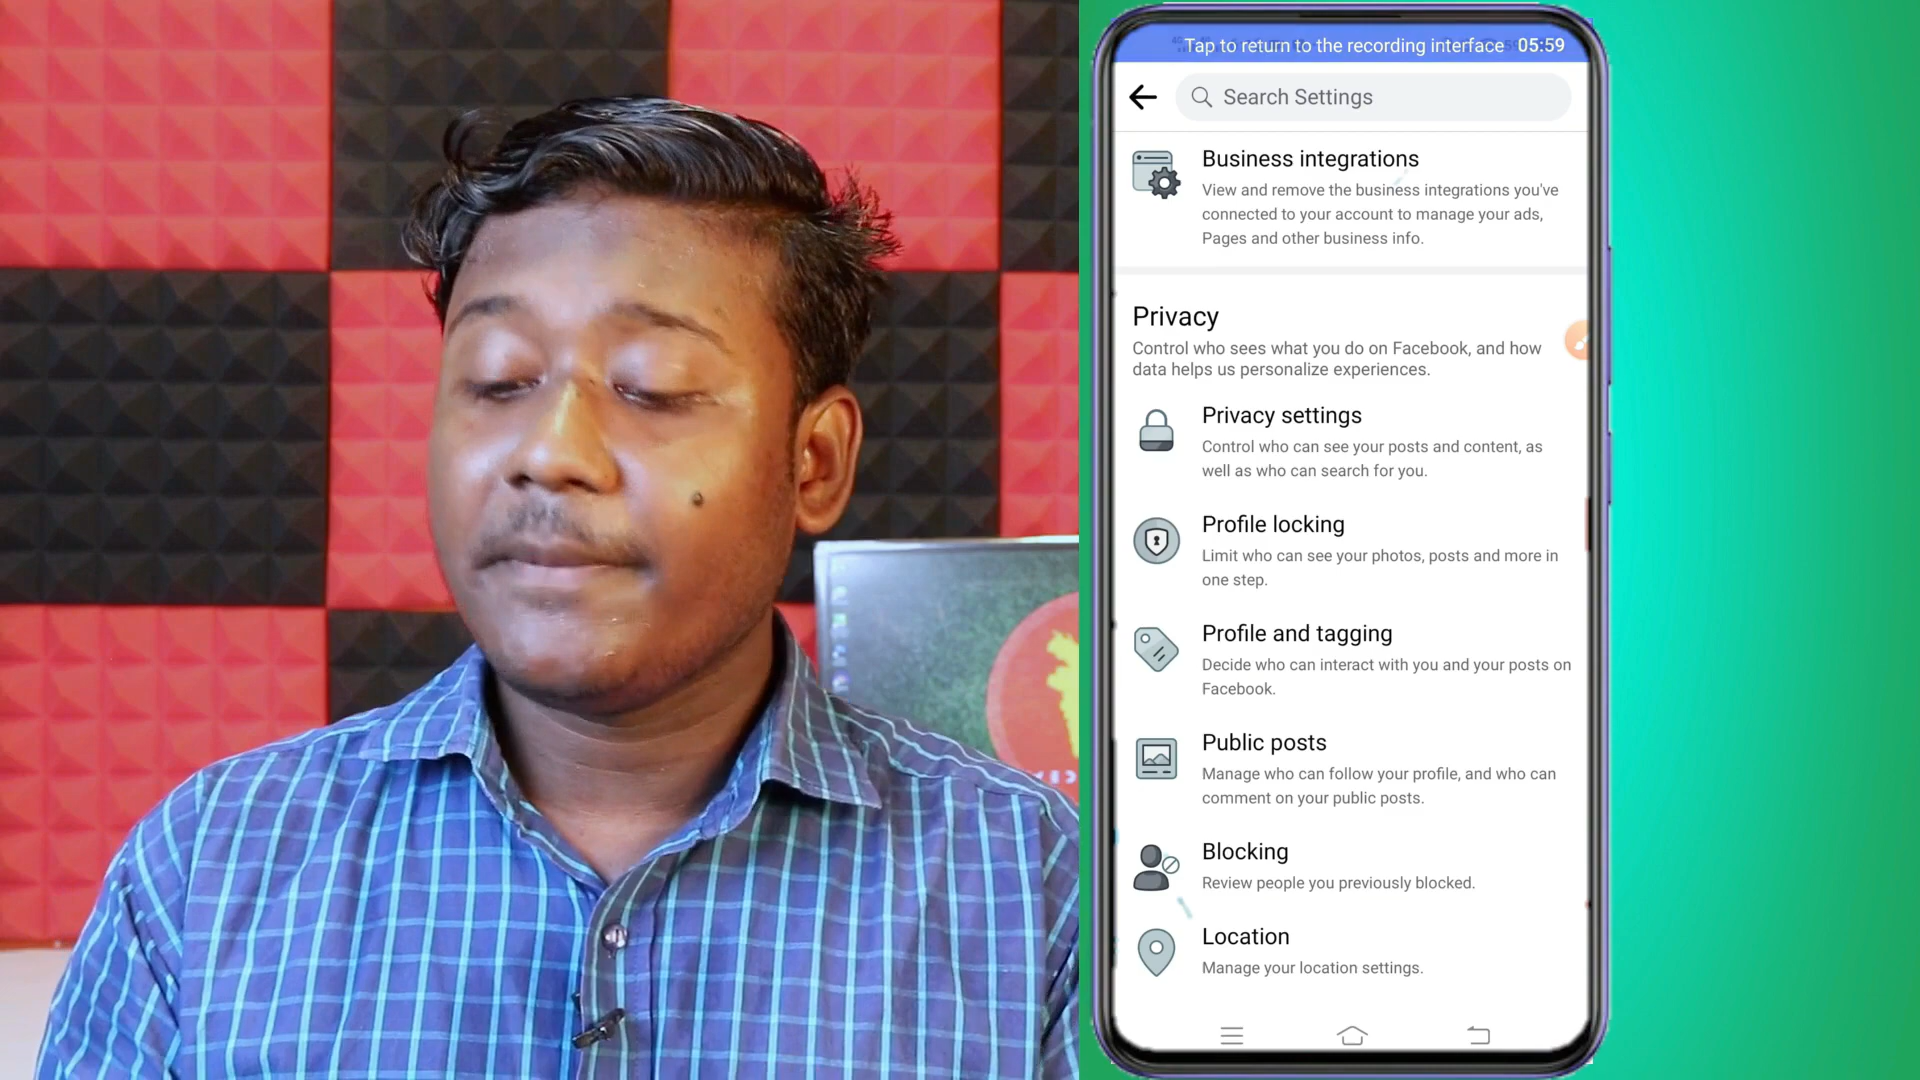 Tap to return to the recording interface 05:59
Search Settings
Business integrations
View and remove the business integrations you've
connected to your account to manage your ads,
Pages and other business info.
Privacy
Control who sees what you do on Facebook, and how
data helps us personalize experiences.
Privacy settings
Control who can see your posts and content, as
well as who can search for you.
Profile locking
Limit who can see your photos, posts and more in
one step.
Profile and tagging
Decide who can interact with you and your posts on
Facebook.
Public posts
Manage who can follow your profile, and who can
comment on your public posts.
Blocking
Review people you previously blocked.
Location
Manage your location settings.